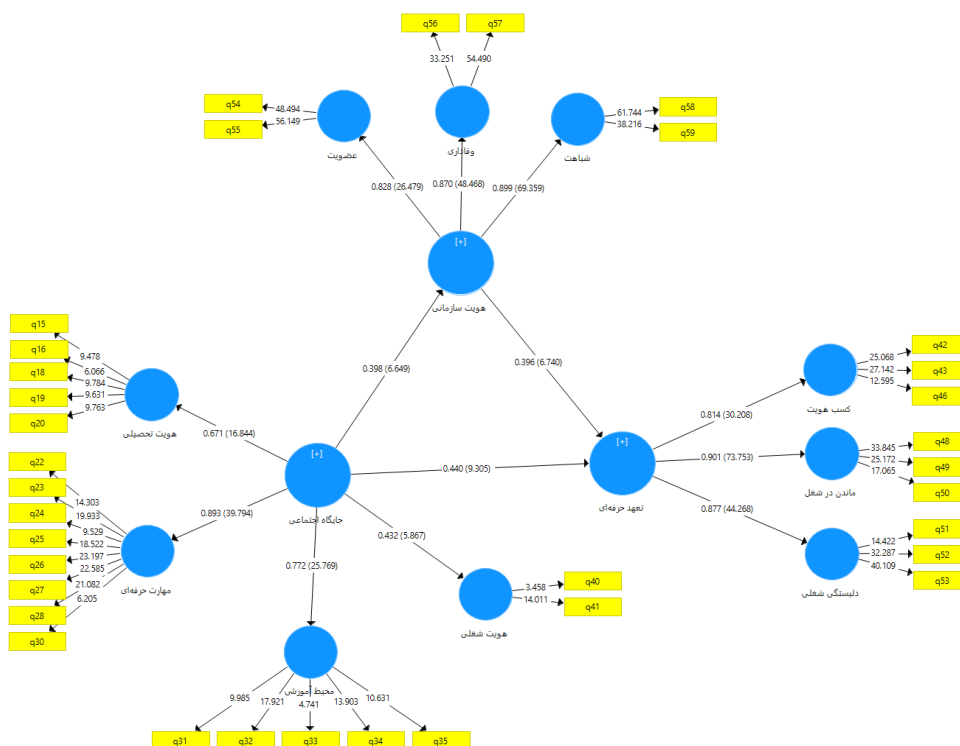 q56
q57
33.251
54.490
q54
q55
48.494
56.149
عضویت
وفاداری
شباهت
61.744
38.216
q58
q59
0.828 (26.479)
0.870 (48.468)
0.899 (69.359)
[+]
هویت سازمانی
q15
q16
q18
q19
q20
9.478
6.066
9.784
9.631
9.763
هویت تحصیلی
0.398 (6.649)
0.396 (6.740)
0.671 (16.844)
کسب هویت
25.068
27.142
12.595
q42
q43
q46
0.814 (30.208)
[+]
جایگاه اجتماعی
0.440 (9.305)
[+]
تعهد حرفه‌ای
0.901 (73.753)
ماندن در شغل
33.845
25.172
17.065
q48
q49
q50
0.877 (44.268)
دلبستگی شغلی
14.422
32.287
40.109
q51
q52
q53
q22
q23
q24
q25
q26
q27
q28
q30
14.303
19.933
9.529
18.522
23.197
22.585
21.082
6.205
مهارت حرفه‌ای
0.893 (39.794)
0.772 (25.769)
0.432 (5.867)
هویت شغلی
3.458
14.011
q40
q41
محیط آموزشی
9.985
17.921
4.741
13.903
10.631
q31
q32
q33
q34
q35